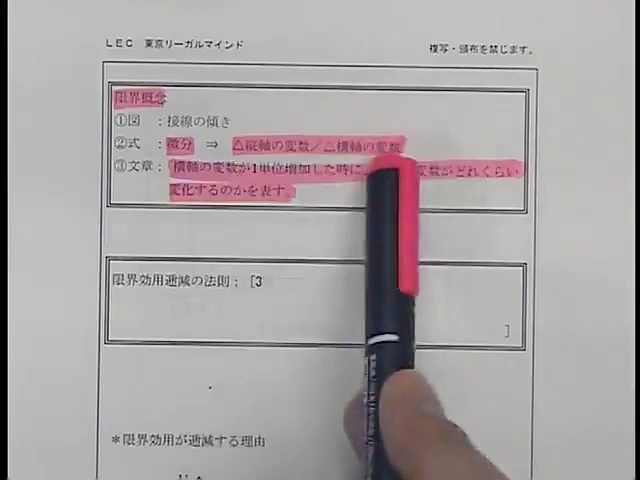 LEC 東京リーガルマインド
複写・頒布を禁じます。
限界概念
①図 :接線の傾き
②式 :微分 ⇒ △縦軸の変数/△横軸の変数
③文章:「横軸の変数が1単位増加した時に、 変数がどれくらい
変化するのかを表す。」
限界効用逓減の法則:[3
]
*限界効用が逓減する理由